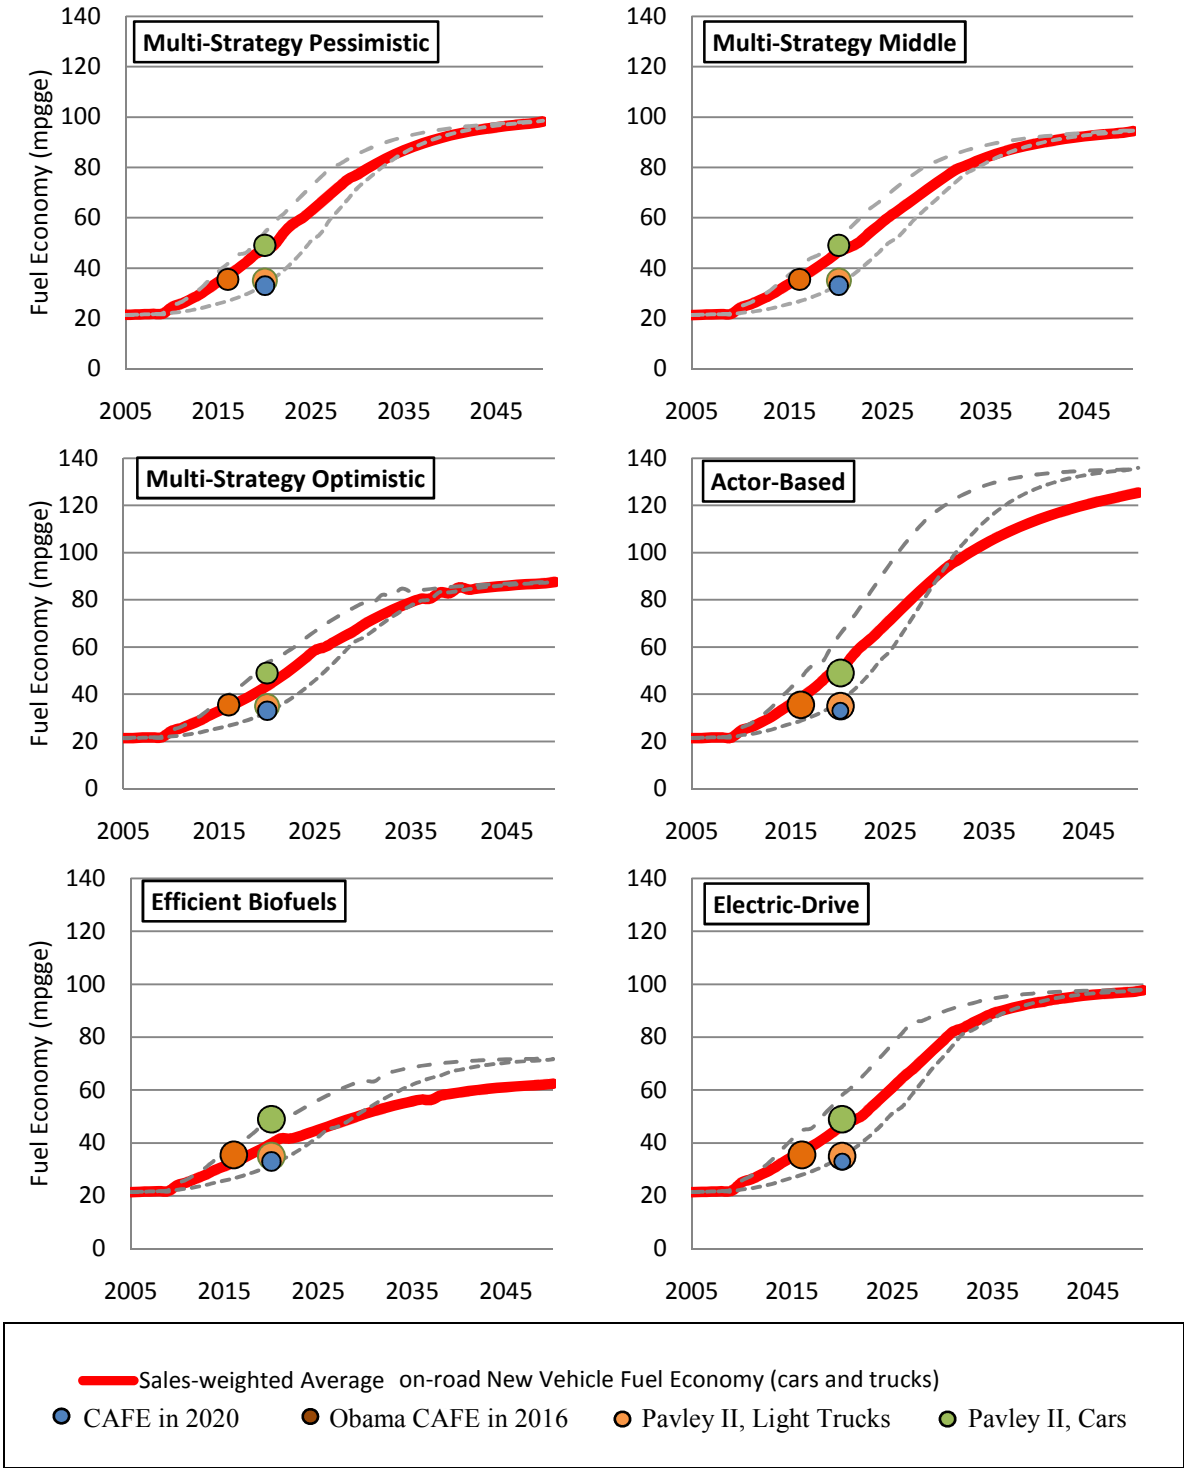 Multi-Strategy Pessimistic
Fuel Economy (mpgge)
140
120
100
80
60
40
20
0
2005 2015 2025 2035 2045
Multi-Strategy Middle
140
120
100
80
60
40
20
0
2005 2015 2025 2035 2045
Multi-Strategy Optimistic
Fuel Economy (mpgge)
140
120
100
80
60
40
20
0
2005 2015 2025 2035 2045
Actor-Based
140
120
100
80
60
40
20
0
2005 2015 2025 2035 2045
Efficient Biofuels
Fuel Economy (mpgge)
140
120
100
80
60
40
20
0
2005 2015 2025 2035 2045
Electric-Drive
140
120
100
80
60
40
20
0
2005 2015 2025 2035 2045
Sales-weighted Average on-road New Vehicle Fuel Economy (cars and trucks)
CAFE in 2020 Obama CAFE in 2016 Pavley II, Light Trucks Pavley II, Cars